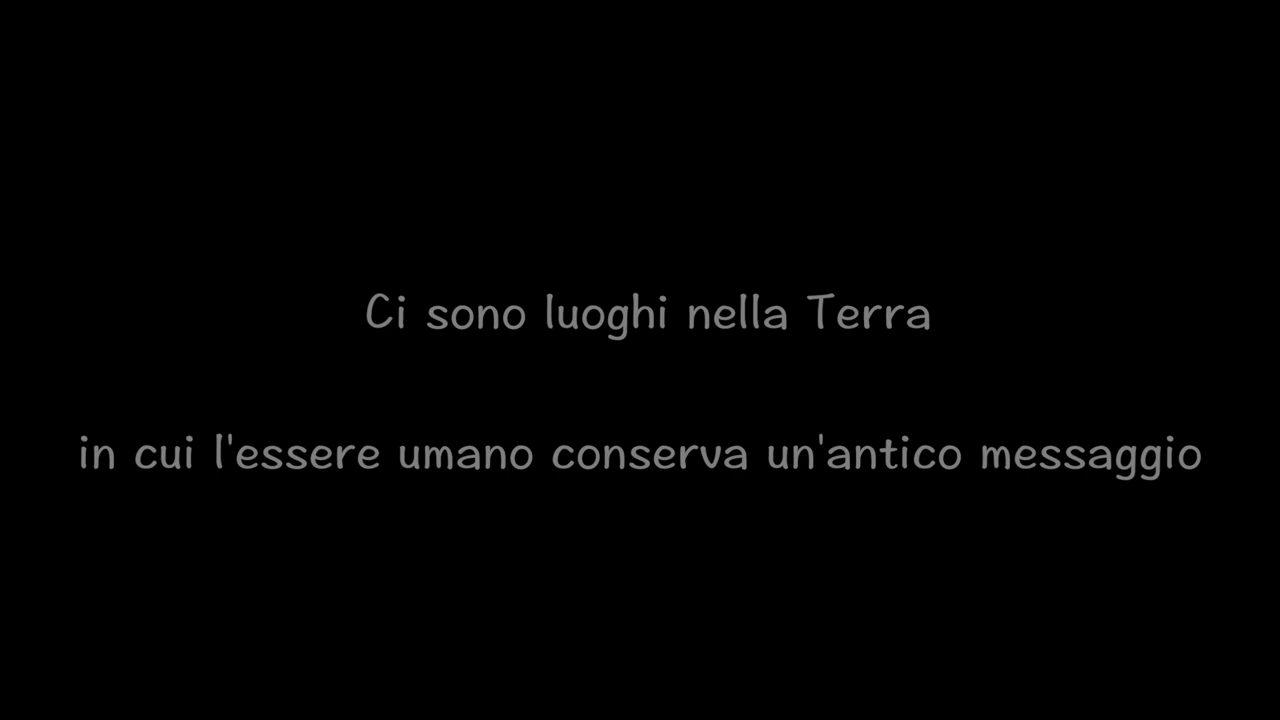 Ci sono luoghi nella Terra
in cui l'essere umano conserva un'antico messaggio